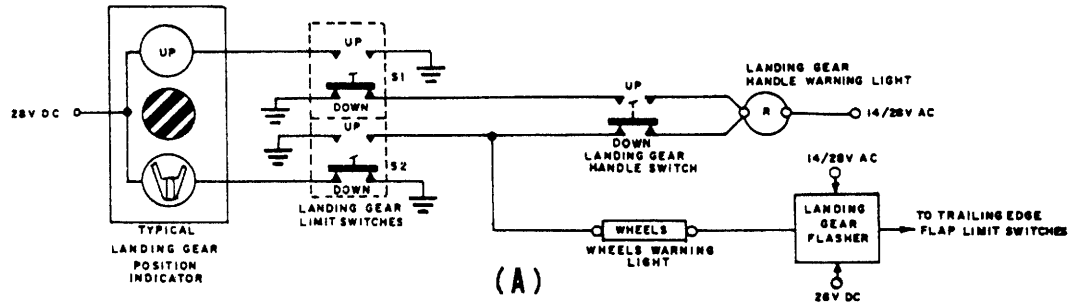 UP
28V DC
TYPICAL
LANDING GEAR
POSITION
INDICATOR
UP
S1
DOWN
UP
S2
DOWN
LANDING GEAR
LIMIT SWITCHES
UP
DOWN
LANDING GEAR
HANDLE SWITCH
LANDING GEAR
HANDLE WARNING LIGHT
R
14/28V AC
14/28V AC
WHEELS
WHEELS WARNING
LIGHT
LANDING
GEAR
FLASHER
TO TRAILING EDGE
FLAP LIMIT SWITCHES
28V DC
(A)